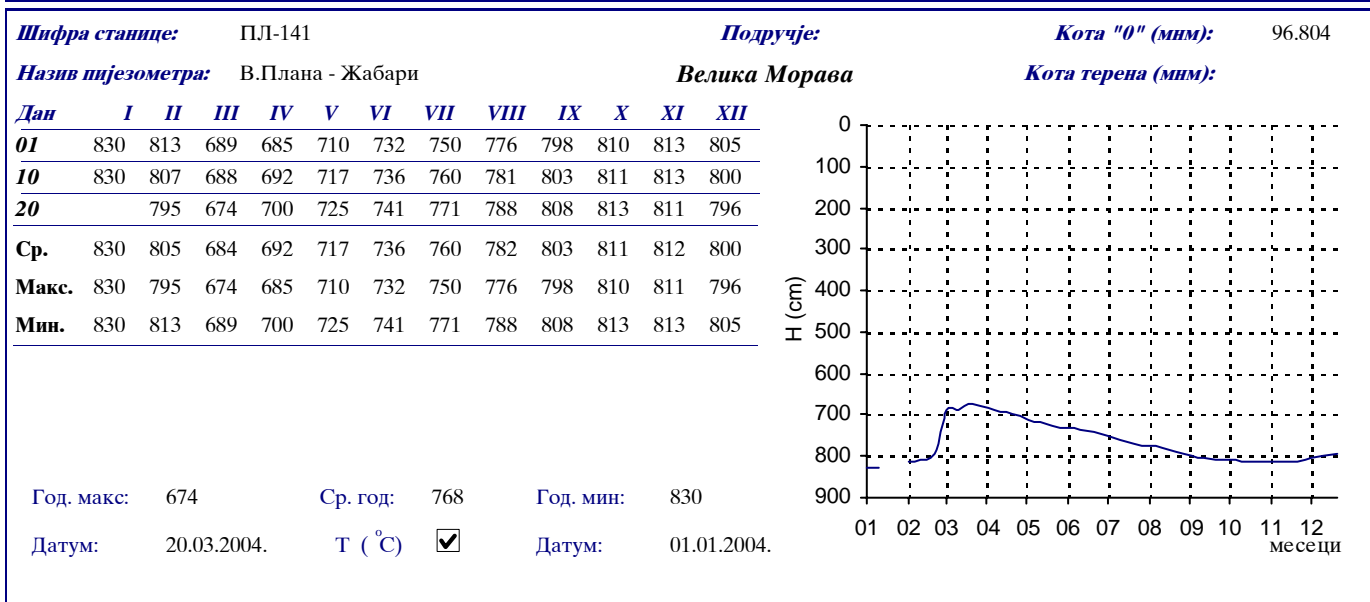 Шифра станице: ПЛ-141 Подручје: Кота "0" (мнм): 96.804
Назив пијезометра: В.Плана - Жабари Велика Морава Кота терена (мнм):
Дан I II III IV V VI VII VIII IX X XI XII
01 830 813 689 685 710 732 750 776 798 810 813 805
10 830 807 688 692 717 736 760 781 803 811 813 800
20 795 674 700 725 741 771 788 808 813 811 796
Ср. 830 805 684 692 717 736 760 782 803 811 812 800
Макс. 830 795 674 685 710 732 750 776 798 810 811 796
Мин. 830 813 689 700 725 741 771 788 808 813 813 805
0
100
200
300
400
500
600
700
800
900
H (cm)
01 02 03 04 05 06 07 08 09 10 11 12
месеци
Год. макс: 674 Ср. год: 768 Год. мин: 830
Датум: 20.03.2004. Т ( °C) Датум: 01.01.2004.